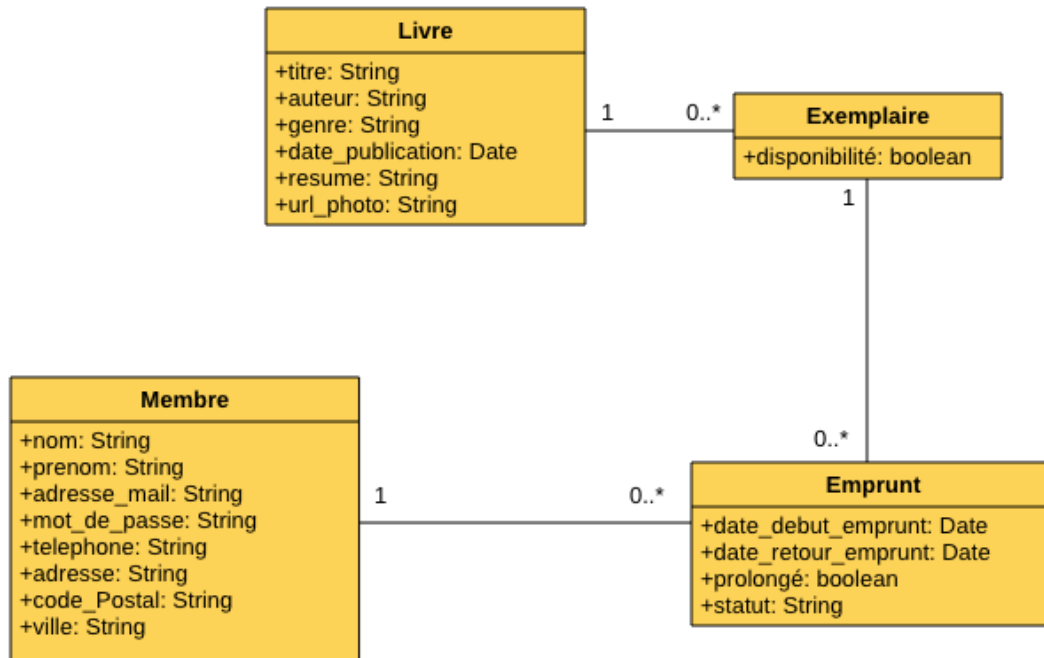 Livre
+titre: String
+auteur: String
+genre: String
+date_publication: Date
+resume: String
+url_photo: String
1
0..*
Exemplaire
+disponibilité: boolean
1
0..*
Membre
+nom: String
+prenom: String
+adresse_mail: String
+mot_de_passe: String
+telephone: String
+adresse: String
+code_Postal: String
+ville: String
1
0..*
Emprunt
+date_debut_emprunt: Date
+date_retour_emprunt: Date
+prolongé: boolean
+statut: String